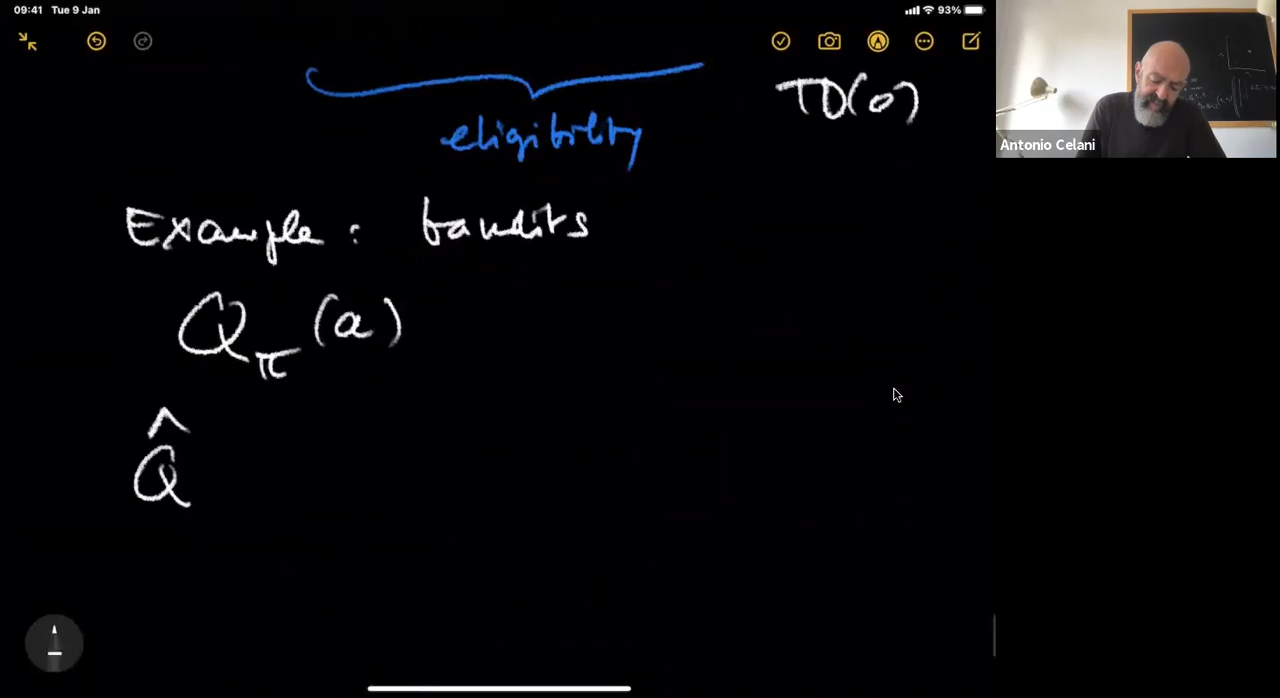 09:41 Tue 9 Jan 93%
TD(0)
eligibility
Antonio Celani
Example : bandits
Q_π (a)
Q̂